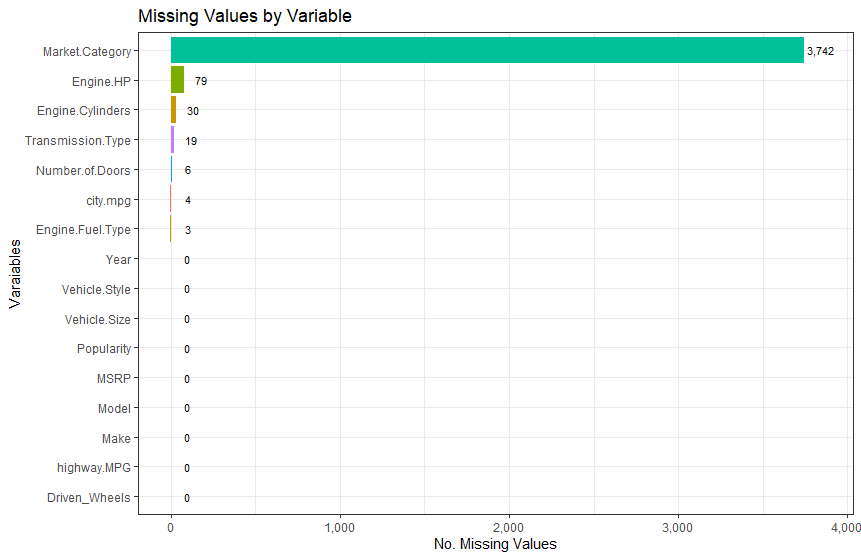 Missing Values by Variable
Market.Category 3,742
Engine.HP 79
Engine.Cylinders 30
Transmission.Type 19
Number.of.Doors 6
city.mpg 4
Engine.Fuel.Type 3
Year 0
Vehicle.Style 0
Vehicle.Size 0
Popularity 0
MSRP 0
Model 0
Make 0
highway.MPG 0
Driven_Wheels 0
Varaiables
0 1,000 2,000 3,000 4,000
No. Missing Values